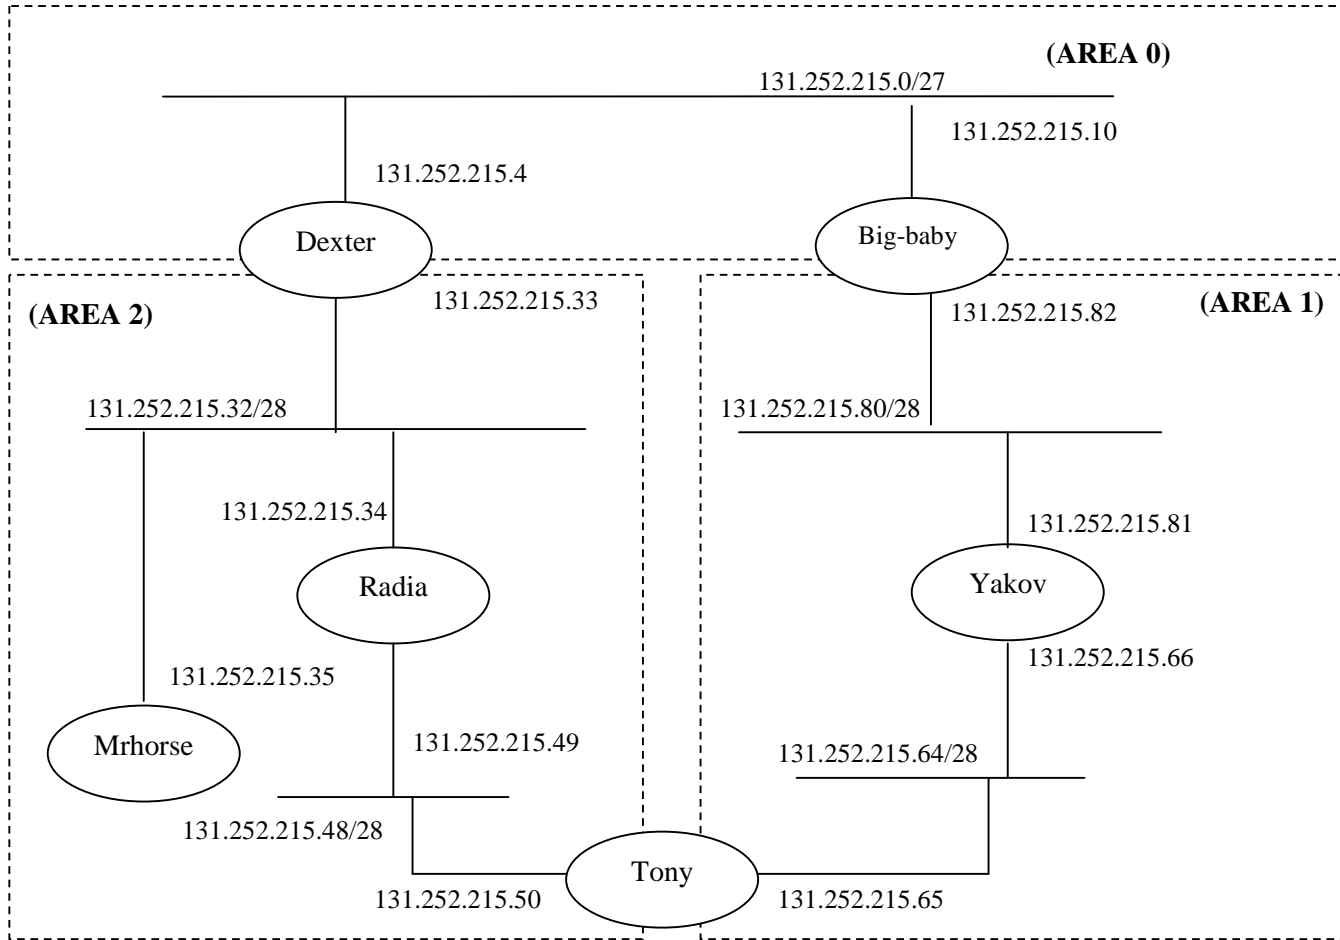 (AREA 0)
131.252.215.0/27
131.252.215.10
131.252.215.4
Dexter
Big-baby
131.252.215.33
131.252.215.82
(AREA 2)
(AREA 1)
131.252.215.32/28
131.252.215.80/28
131.252.215.34
131.252.215.81
Radia
Yakov
131.252.215.35
131.252.215.66
Mrhorse
131.252.215.49
131.252.215.64/28
131.252.215.48/28
Tony
131.252.215.50
131.252.215.65